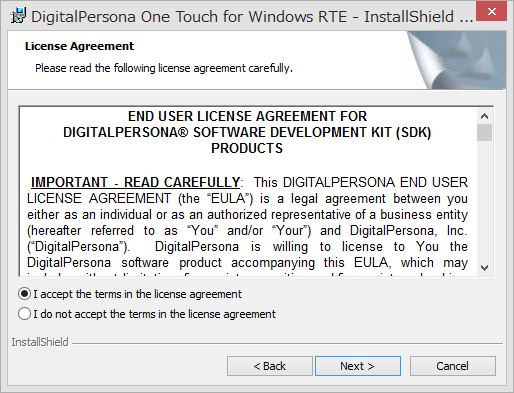 DigitalPersona One Touch for Windows RTE - InstallShield ...
License Agreement
Please read the following license agreement carefully.
END USER LICENSE AGREEMENT FOR
DIGITALPERSONA® SOFTWARE DEVELOPMENT KIT (SDK)
PRODUCTS
IMPORTANT - READ CAREFULLY: This DIGITALPERSONA END USER
LICENSE AGREEMENT (the “EULA”) is a legal agreement between you
either as an individual or as an authorized representative of a business entity
(hereafter referred to as “You” and/or “Your”) and DigitalPersona, Inc.
(“DigitalPersona”). DigitalPersona is willing to license to You the
DigitalPersona software product accompanying this EULA, which may
I accept the terms in the license agreement
I do not accept the terms in the license agreement
InstallShield
< Back
Next >
Cancel